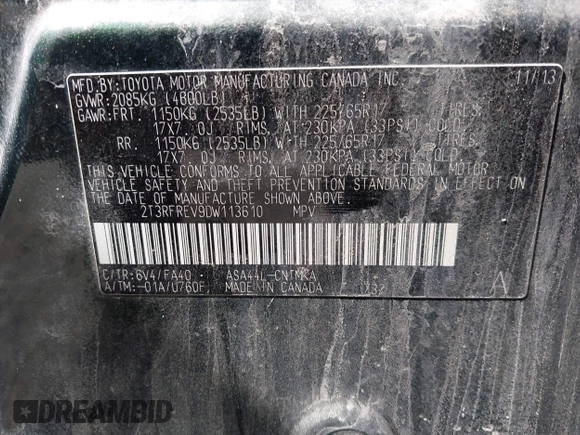 MFD.BY:TOYOTA MOTOR MANUFACTURING CANADA INC. 11/13
GVWR:2085KG (4600LB)
GAWR:FRT. 1150KG (2535LB) WITH 225/65R17 TIRES,
17X7.0J RIMS, AT 230KPA (33PSI) COLD.
RR. 1150KG (2535LB) WITH 225/65R17 TIRES,
17X7.0J RIMS, AT 230KPA (33PSI) COLD.
THIS VEHICLE CONFORMS TO ALL APPLICABLE FEDERAL MOTOR
VEHICLE SAFETY AND THEFT PREVENTION STANDARDS IN EFFECT ON
THE DATE OF MANUFACTURE SHOWN ABOVE.
2T3RFREV9DW113610 MPV
C/TR:6V4/FA40 ASA44L-CNTMKA
A/TM:-01A/U760F MADE IN CANADA 1232 A
DREAMBID